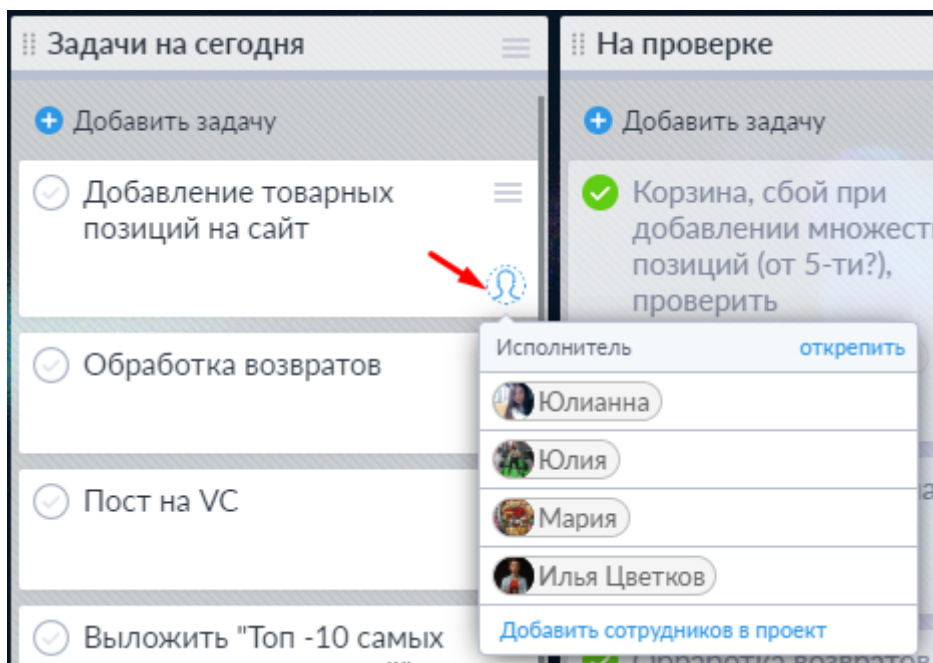 Задачи на сегодня
Добавить задачу
Добавление товарных
позиций на сайт
Обработка возвратов
Пост на VC
Выложить "Топ -10 самых
На проверке
Добавить задачу
Корзина, сбой при
добавлении множест
позиций (от 5-ти?),
проверить
Исполнитель открепить
Юлианна
Юлия
Мария
Илья Цветков
Добавить сотрудников в проект
Обработка возвратов